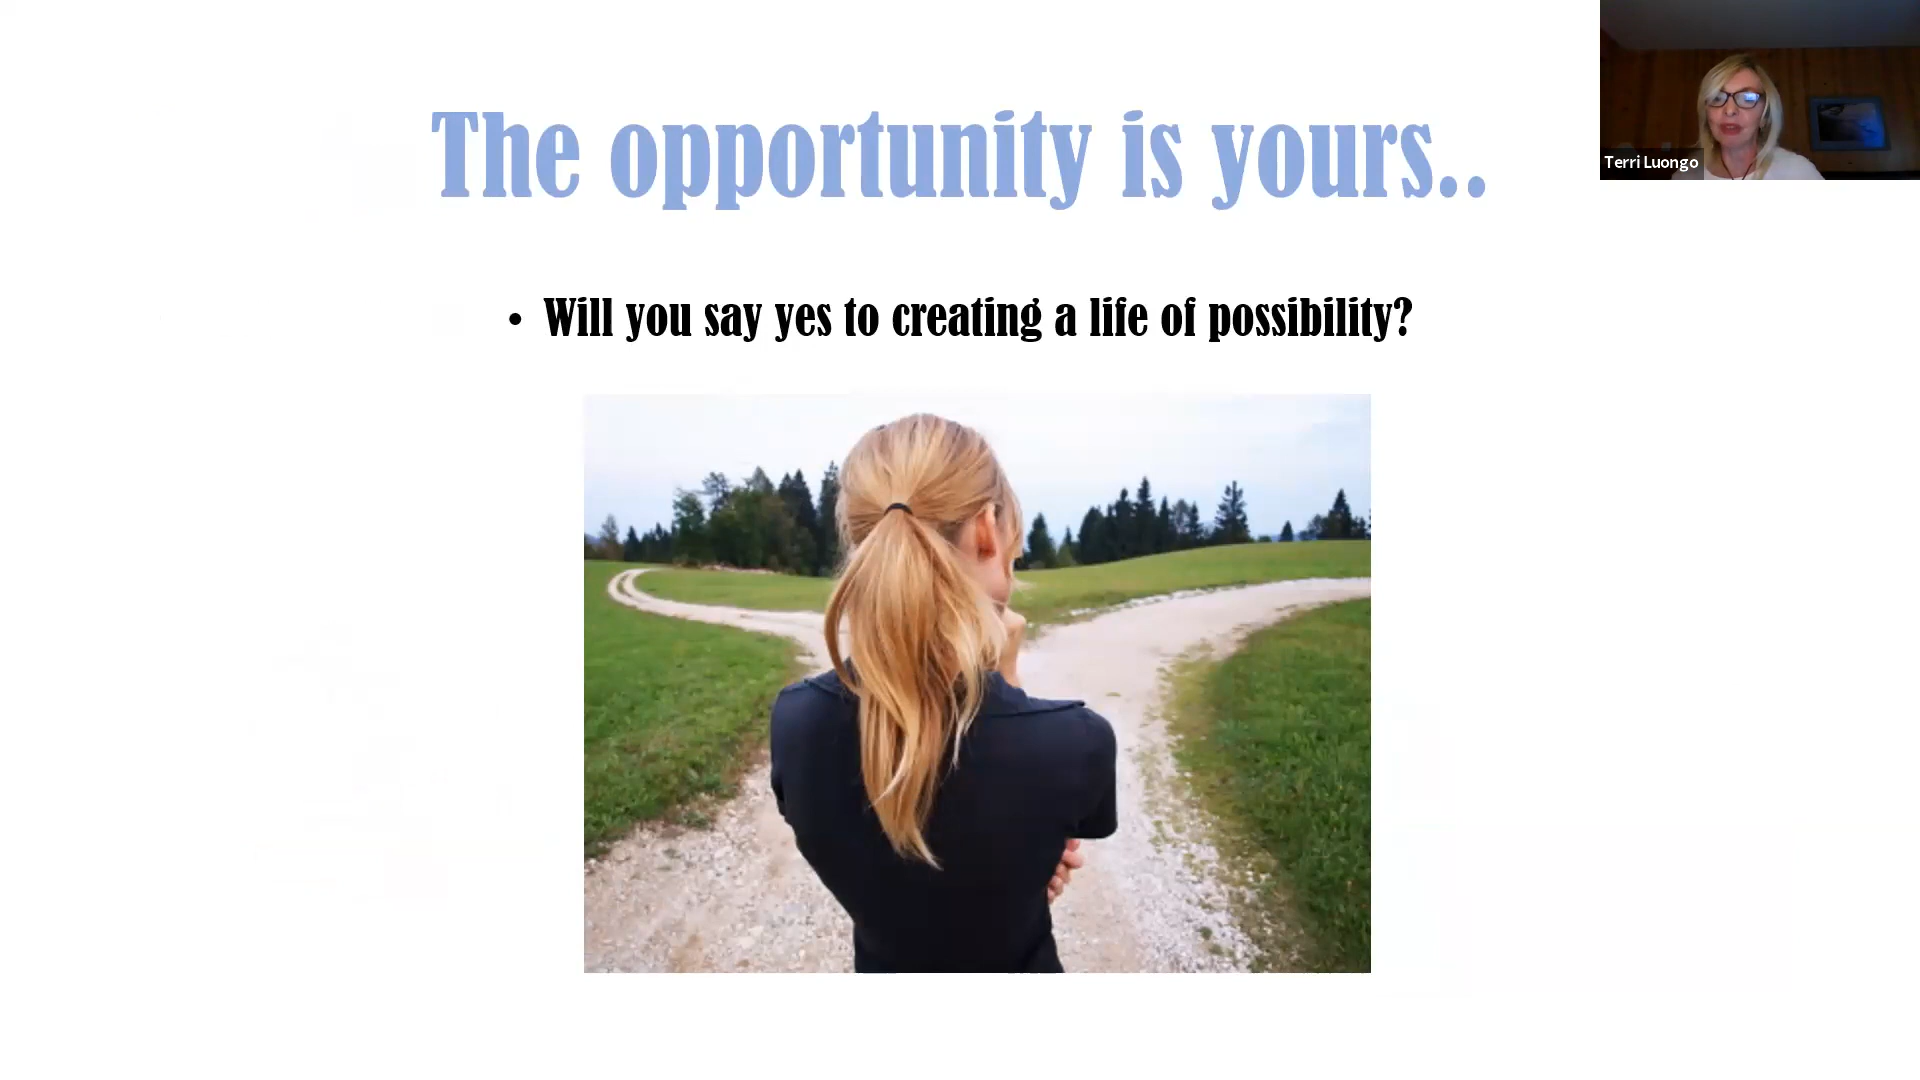 The opportunity is yours..
• Will you say yes to creating a life of possibility?
Terri Luongo